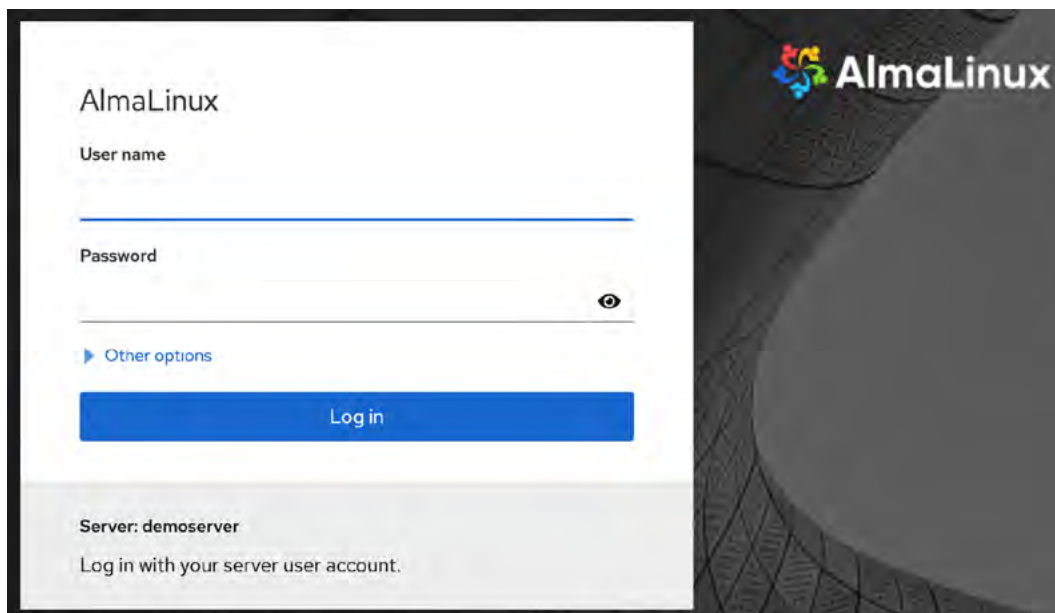 AlmaLinux
User name
Password
Other options
Log in
Server: demoserver
Log in with your server user account.
AlmaLinux